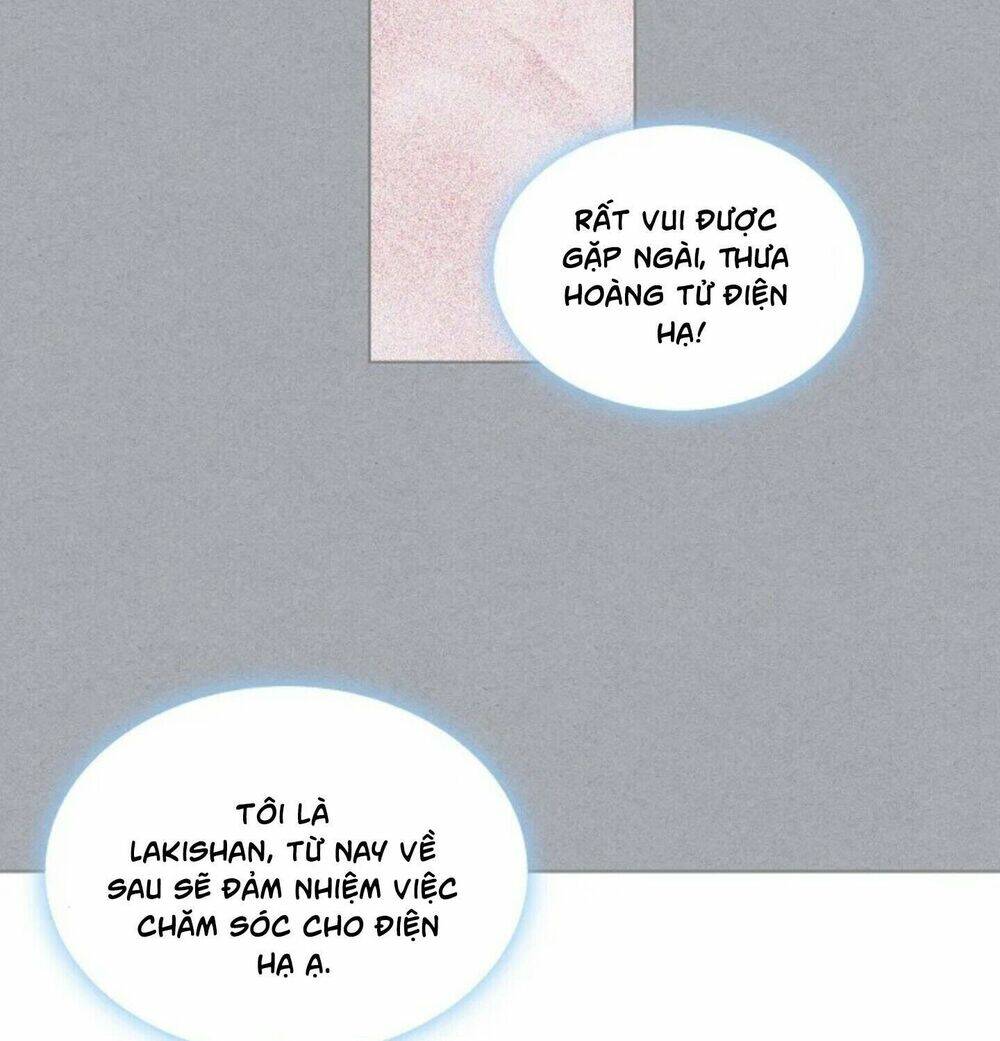 RẤT VUI ĐƯỢC
GẶP NGÀI, THƯA
HOÀNG TỬ ĐIỆN
HẠ!
TÔI LÀ
LAKISHAN, TỪ NAY VỀ
SAU SẼ ĐẢM NHIỆM VIỆC
CHĂM SÓC CHO ĐIỆN
HẠ Ạ.